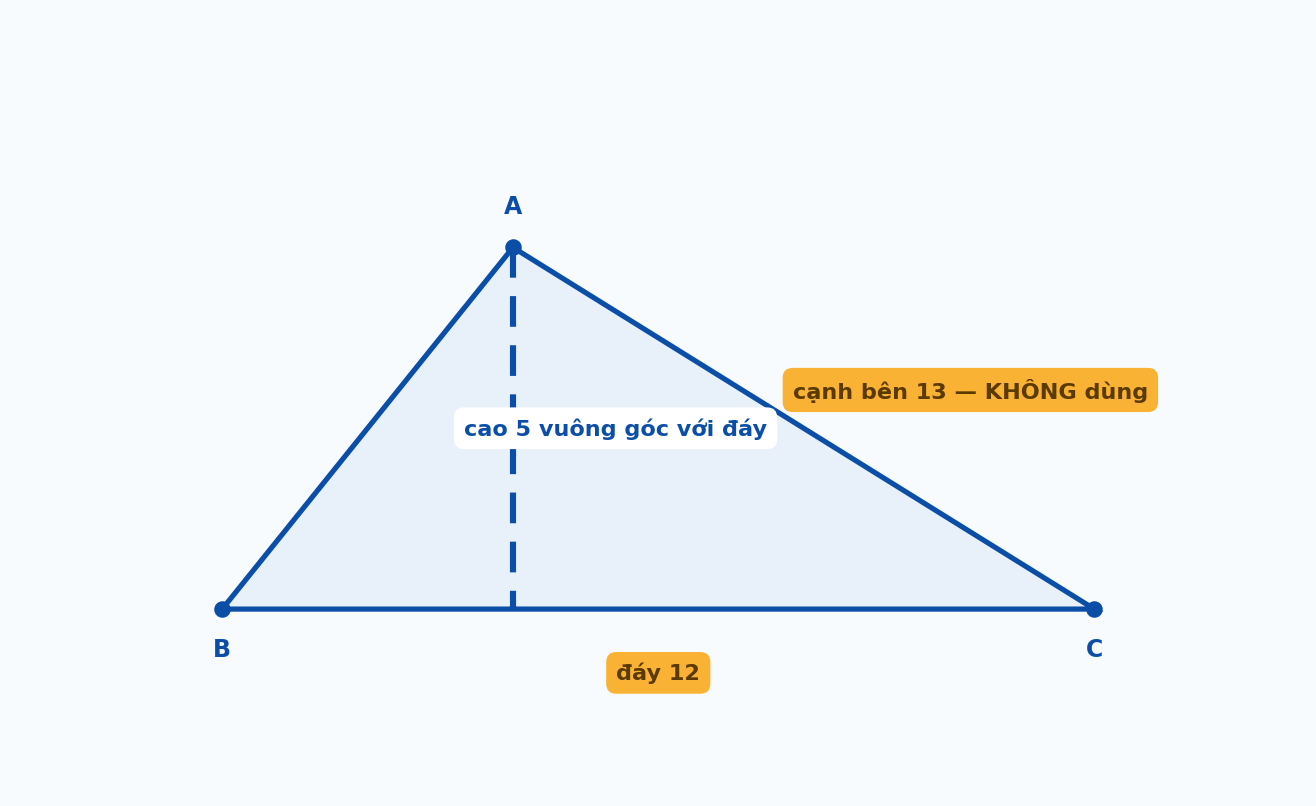 A
cạnh bên 13 — KHÔNG dùng
cao 5 vuông góc với đáy
B
C
đáy 12